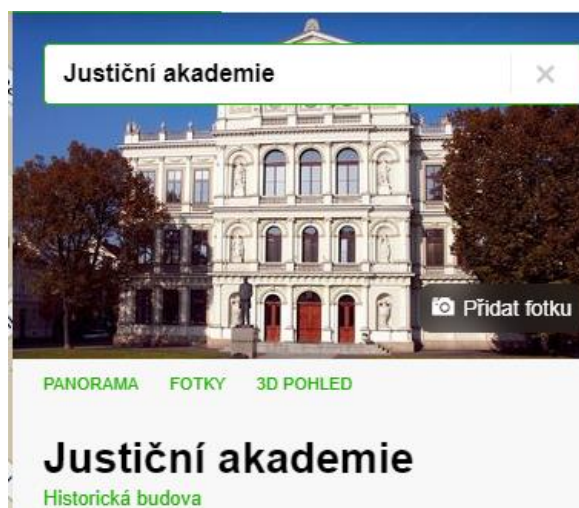 Justiční akademie
Přidat fotku
PANORAMA FOTKY 3D POHLED
Justiční akademie
Historická budova